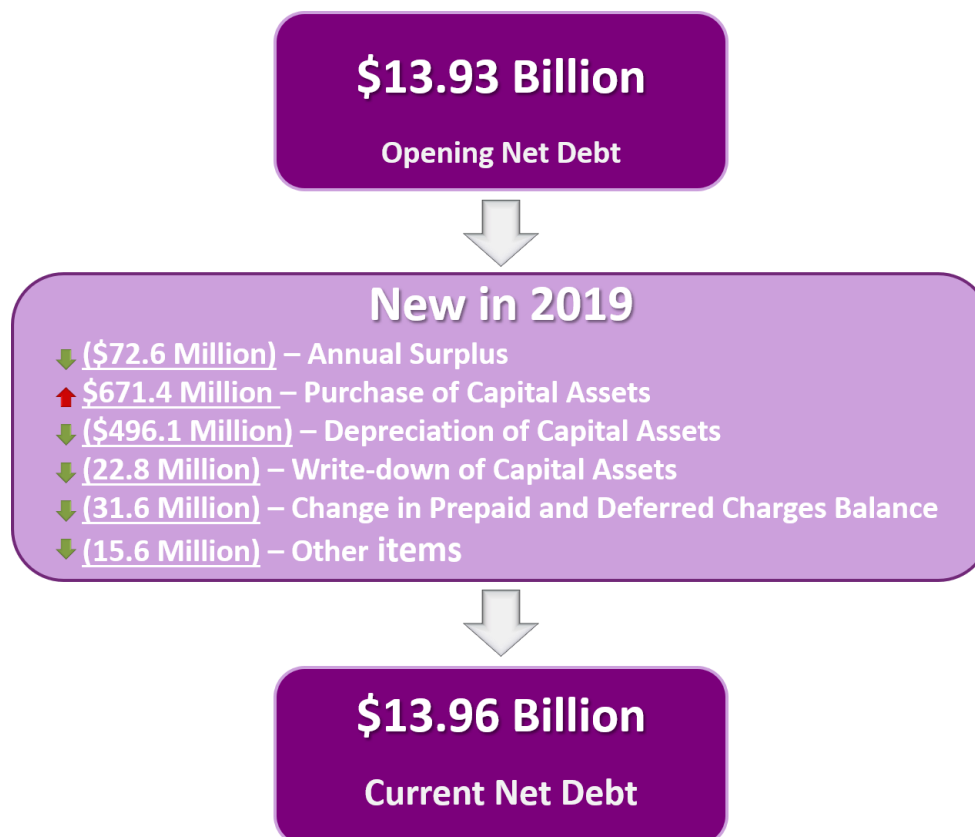 $13.93 Billion
Opening Net Debt
New in 2019
($72.6 Million) – Annual Surplus
$671.4 Million – Purchase of Capital Assets
($496.1 Million) – Depreciation of Capital Assets
(22.8 Million) – Write-down of Capital Assets
(31.6 Million) – Change in Prepaid and Deferred Charges Balance
(15.6 Million) – Other items
$13.96 Billion
Current Net Debt